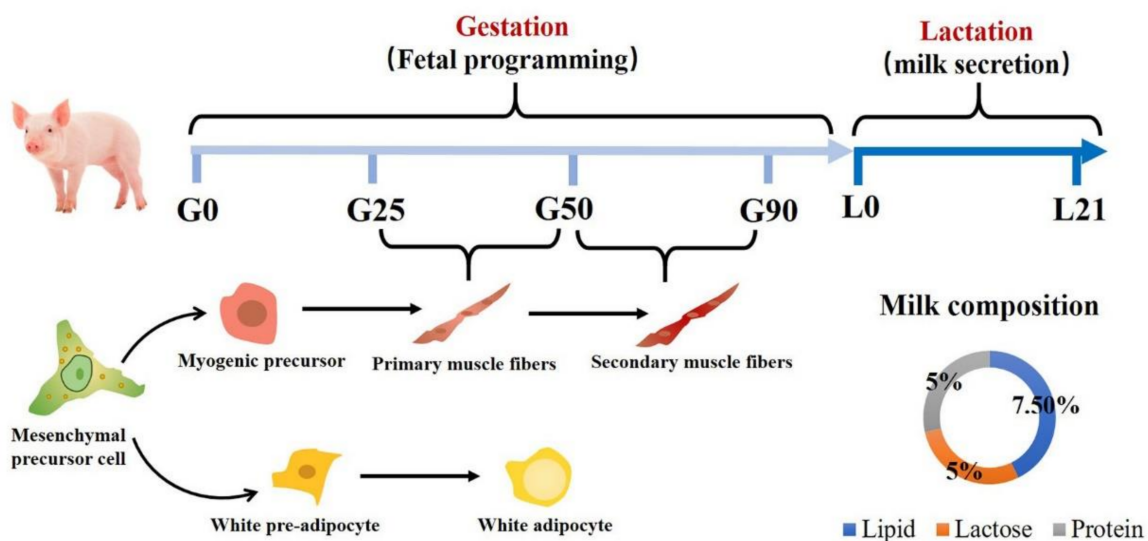 Gestation
(Fetal programming)
Lactation
(milk secretion)
G0
G25
G50
G90
L0
L21
Myogenic precursor
Primary muscle fibers
Secondary muscle fibers
Mesenchymal
precursor cell
White pre-adipocyte
White adipocyte
Milk composition
5%
7.50%
5%
Lipid
Lactose
Protein